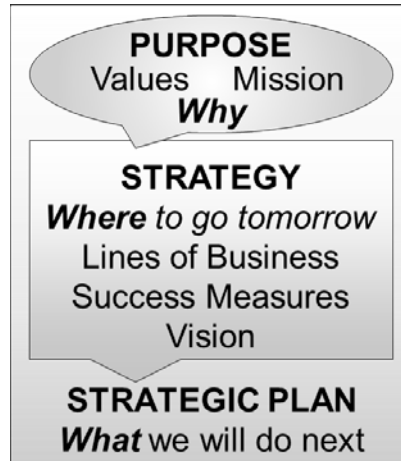 PURPOSE
Values Mission
Why
STRATEGY
Where to go tomorrow
Lines of Business
Success Measures
Vision
STRATEGIC PLAN
What we will do next